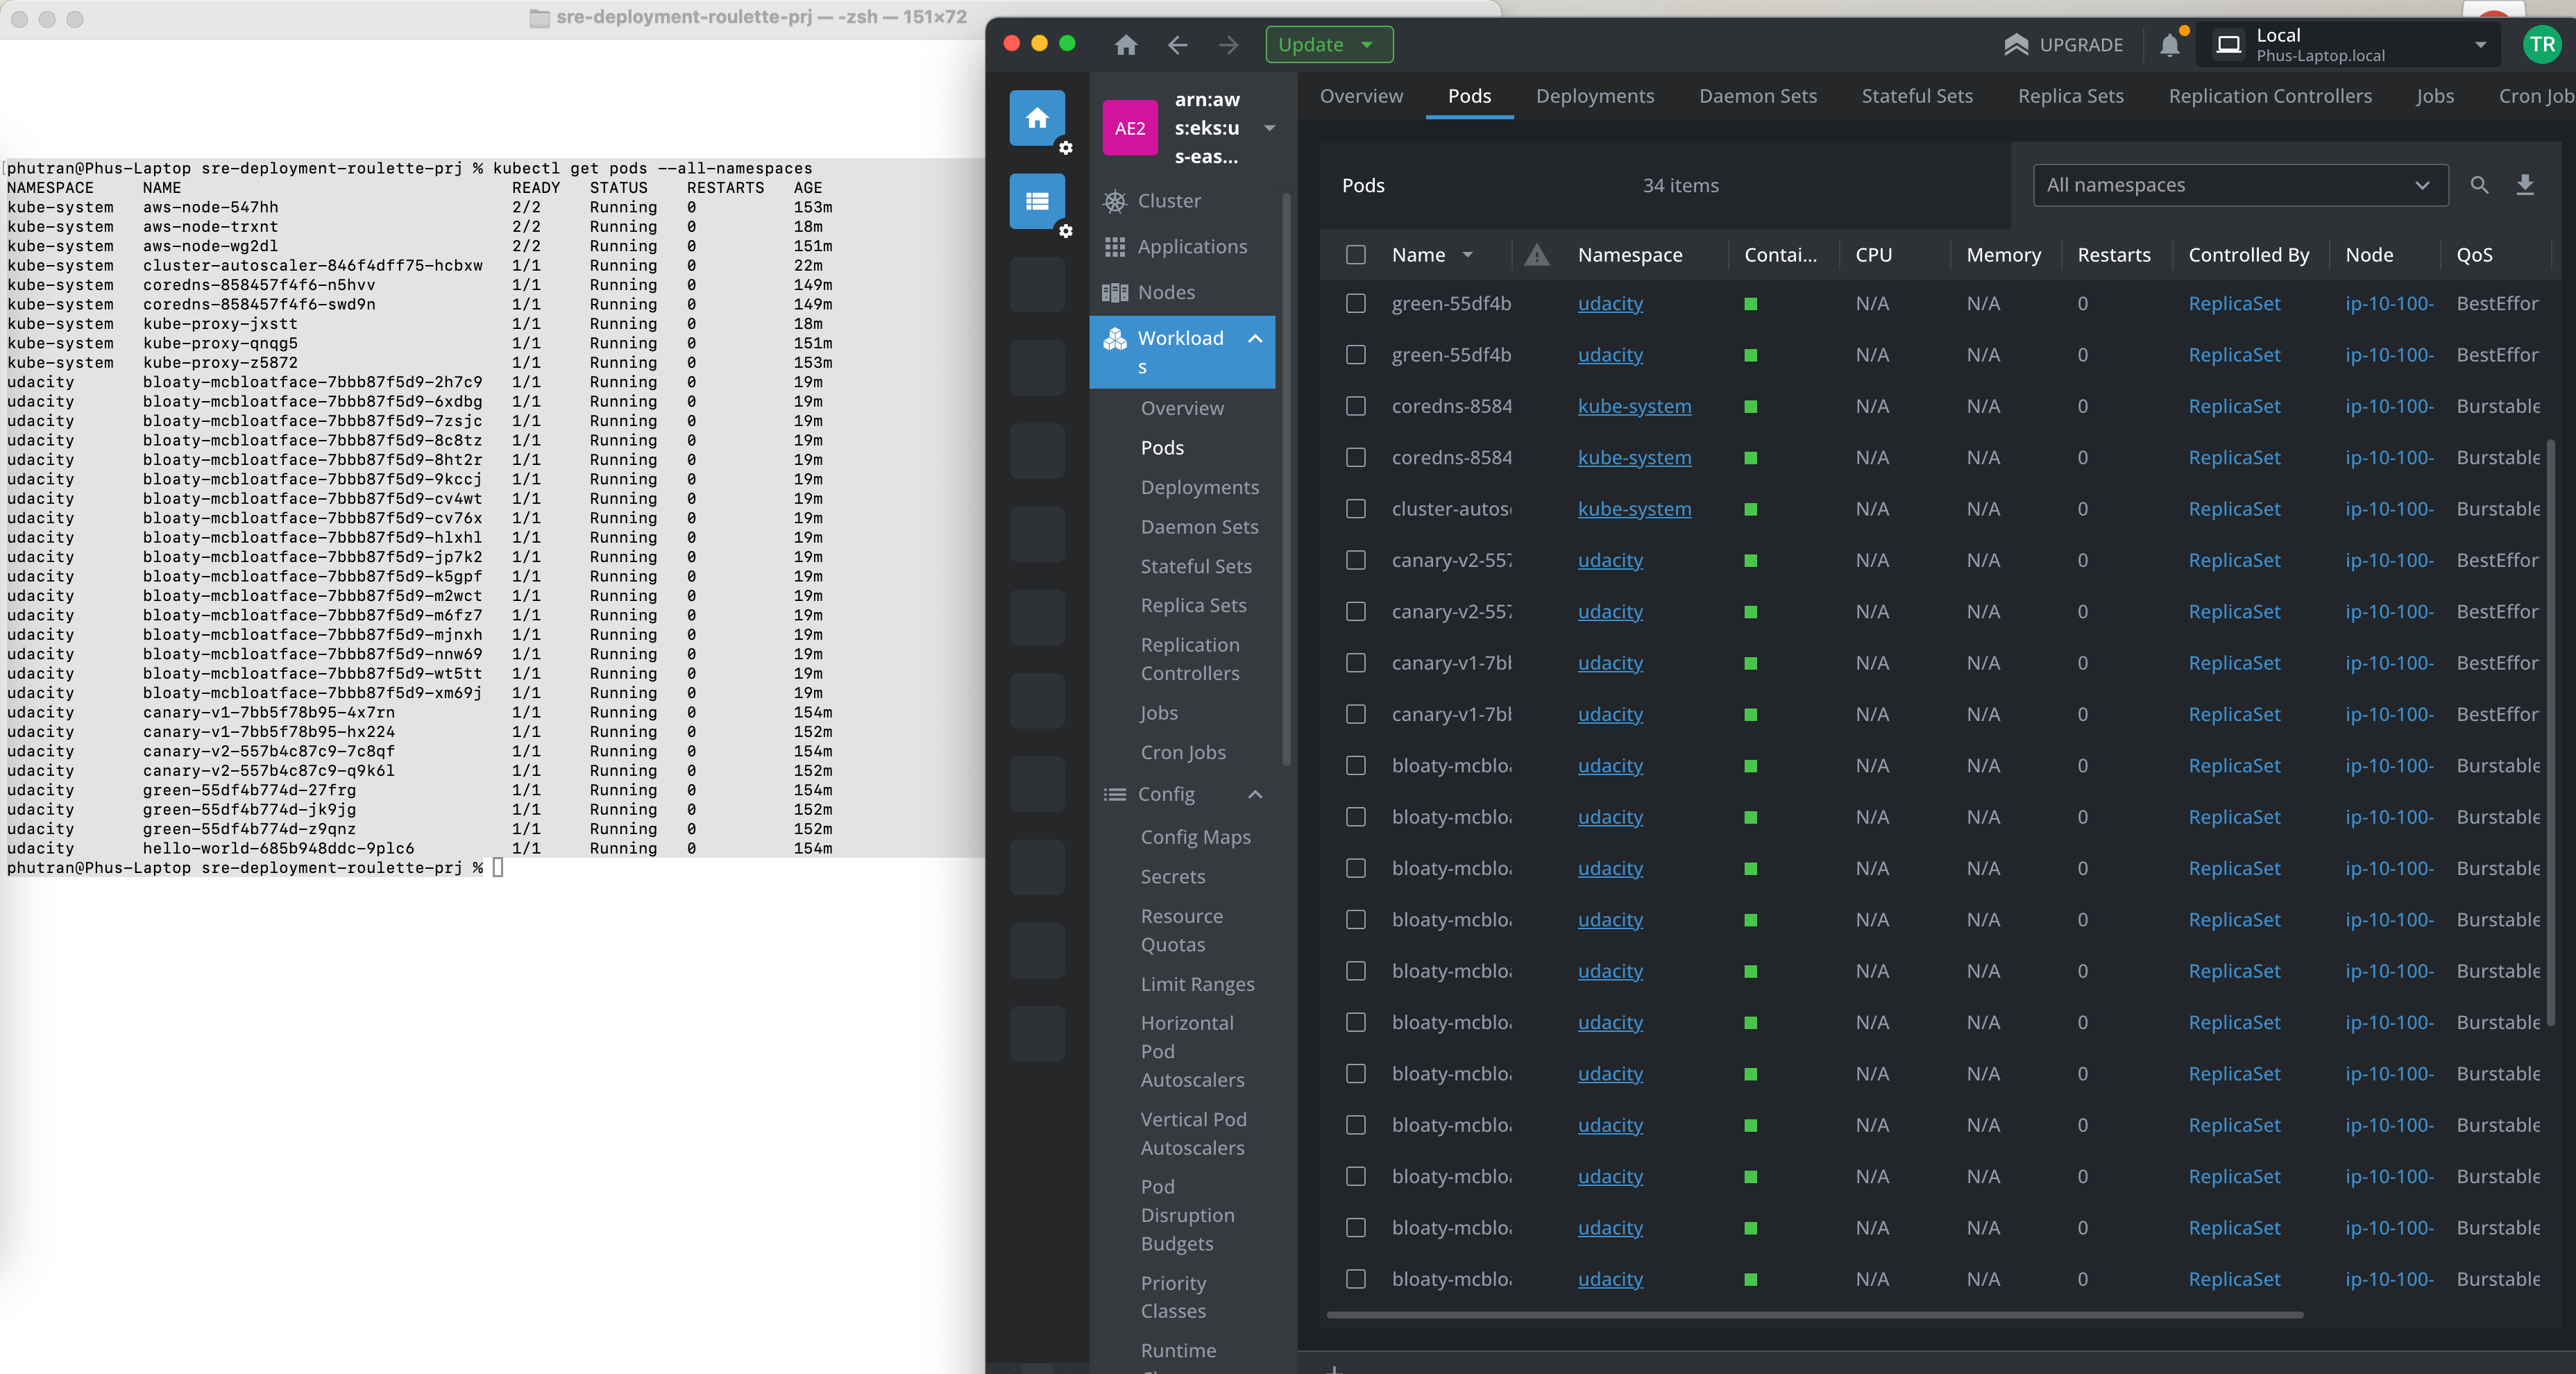 sre-deployment-roulette-prj — -zsh — 151×72
phutran@Phus-Laptop sre-deployment-roulette-prj % kubectl get pods --all-namespaces
NAMESPACE NAME READY STATUS RESTARTS AGE
kube-system aws-node-547hh 2/2 Running 0 153m
kube-system aws-node-trxnt 2/2 Running 0 18m
kube-system aws-node-wg2dl 2/2 Running 0 151m
kube-system cluster-autoscaler-846f4dff75-hcbxw 1/1 Running 0 22m
kube-system coredns-858457f4f6-n5hvv 1/1 Running 0 149m
kube-system coredns-858457f4f6-swd9n 1/1 Running 0 149m
kube-system kube-proxy-jxstt 1/1 Running 0 18m
kube-system kube-proxy-qnqg5 1/1 Running 0 151m
kube-system kube-proxy-z5872 1/1 Running 0 153m
udacity bloaty-mcbloatface-7bbb87f5d9-2h7c9 1/1 Running 0 19m
udacity bloaty-mcbloatface-7bbb87f5d9-6xdbg 1/1 Running 0 19m
udacity bloaty-mcbloatface-7bbb87f5d9-7zsjc 1/1 Running 0 19m
udacity bloaty-mcbloatface-7bbb87f5d9-8c8tz 1/1 Running 0 19m
udacity bloaty-mcbloatface-7bbb87f5d9-8ht2r 1/1 Running 0 19m
udacity bloaty-mcbloatface-7bbb87f5d9-9kccj 1/1 Running 0 19m
udacity bloaty-mcbloatface-7bbb87f5d9-cv4wt 1/1 Running 0 19m
udacity bloaty-mcbloatface-7bbb87f5d9-cv76x 1/1 Running 0 19m
udacity bloaty-mcbloatface-7bbb87f5d9-hlxhl 1/1 Running 0 19m
udacity bloaty-mcbloatface-7bbb87f5d9-jp7k2 1/1 Running 0 19m
udacity bloaty-mcbloatface-7bbb87f5d9-k5gpf 1/1 Running 0 19m
udacity bloaty-mcbloatface-7bbb87f5d9-m2wct 1/1 Running 0 19m
udacity bloaty-mcbloatface-7bbb87f5d9-m6fz7 1/1 Running 0 19m
udacity bloaty-mcbloatface-7bbb87f5d9-mjnxh 1/1 Running 0 19m
udacity bloaty-mcbloatface-7bbb87f5d9-nnw69 1/1 Running 0 19m
udacity bloaty-mcbloatface-7bbb87f5d9-wt5tt 1/1 Running 0 19m
udacity bloaty-mcbloatface-7bbb87f5d9-xm69j 1/1 Running 0 19m
udacity canary-v1-7bb5f78b95-4x7rn 1/1 Running 0 154m
udacity canary-v1-7bb5f78b95-hx224 1/1 Running 0 152m
udacity canary-v2-557b4c87c9-7c8qf 1/1 Running 0 154m
udacity canary-v2-557b4c87c9-q9k6l 1/1 Running 0 152m
udacity green-55df4b774d-27frg 1/1 Running 0 154m
udacity green-55df4b774d-jk9jg 1/1 Running 0 152m
udacity green-55df4b774d-z9qnz 1/1 Running 0 152m
udacity hello-world-685b948ddc-9plc6 1/1 Running 0 154m
phutran@Phus-Laptop sre-deployment-roulette-prj %
Update
UPGRADE
Local
Phus-Laptop.local
TR
AE2
arn:aw
s:eks:u
s-eas...
Cluster
Applications
Nodes
Workload
s
Overview
Pods
Deployments
Daemon Sets
Stateful Sets
Replica Sets
Replication
Controllers
Jobs
Cron Jobs
Config
Config Maps
Secrets
Resource
Quotas
Limit Ranges
Horizontal
Pod
Autoscalers
Vertical Pod
Autoscalers
Pod
Disruption
Budgets
Priority
Classes
Runtime
Overview Pods Deployments Daemon Sets Stateful Sets Replica Sets Replication Controllers Jobs Cron Job
Pods 34 items All namespaces
Name Namespace Contai... CPU Memory Restarts Controlled By Node QoS
green-55df4b udacity N/A N/A 0 ReplicaSet ip-10-100- BestEffor
green-55df4b udacity N/A N/A 0 ReplicaSet ip-10-100- BestEffor
coredns-8584 kube-system N/A N/A 0 ReplicaSet ip-10-100- Burstable
coredns-8584 kube-system N/A N/A 0 ReplicaSet ip-10-100- Burstable
cluster-autos kube-system N/A N/A 0 ReplicaSet ip-10-100- Burstable
canary-v2-557 udacity N/A N/A 0 ReplicaSet ip-10-100- BestEffor
canary-v2-557 udacity N/A N/A 0 ReplicaSet ip-10-100- BestEffor
canary-v1-7bl udacity N/A N/A 0 ReplicaSet ip-10-100- BestEffor
canary-v1-7bl udacity N/A N/A 0 ReplicaSet ip-10-100- BestEffor
bloaty-mcblo udacity N/A N/A 0 ReplicaSet ip-10-100- Burstable
bloaty-mcblo udacity N/A N/A 0 ReplicaSet ip-10-100- Burstable
bloaty-mcblo udacity N/A N/A 0 ReplicaSet ip-10-100- Burstable
bloaty-mcblo udacity N/A N/A 0 ReplicaSet ip-10-100- Burstable
bloaty-mcblo udacity N/A N/A 0 ReplicaSet ip-10-100- Burstable
bloaty-mcblo udacity N/A N/A 0 ReplicaSet ip-10-100- Burstable
bloaty-mcblo udacity N/A N/A 0 ReplicaSet ip-10-100- Burstable
bloaty-mcblo udacity N/A N/A 0 ReplicaSet ip-10-100- Burstable
bloaty-mcblo udacity N/A N/A 0 ReplicaSet ip-10-100- Burstable
bloaty-mcblo udacity N/A N/A 0 ReplicaSet ip-10-100- Burstable
bloaty-mcblo udacity N/A N/A 0 ReplicaSet ip-10-100- Burstable